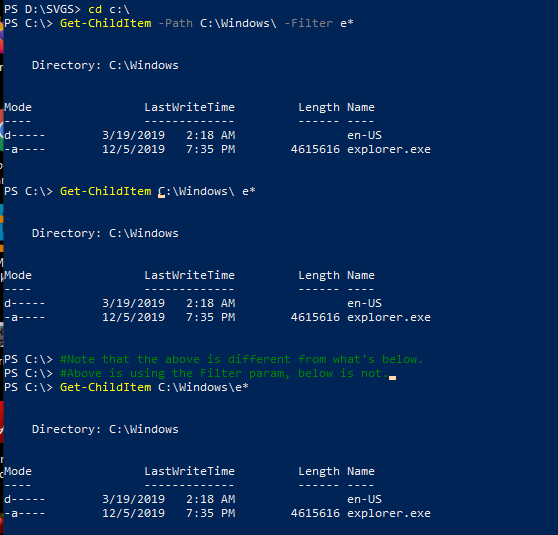 PS D:\SVGS> cd c:\
PS C:\> Get-ChildItem -Path C:\Windows\ -Filter e*
Directory: C:\Windows
Mode LastWriteTime Length Name
---- ------------- ------ ----
d----- 3/19/2019 2:18 AM en-US
-a---- 12/5/2019 7:35 PM 4615616 explorer.exe
PS C:\> Get-ChildItem C:\Windows\ e*
Directory: C:\Windows
Mode LastWriteTime Length Name
---- ------------- ------ ----
d----- 3/19/2019 2:18 AM en-US
-a---- 12/5/2019 7:35 PM 4615616 explorer.exe
PS C:\> #Note that the above is different from what's below.
PS C:\> #Above is using the Filter param, below is not.
PS C:\> Get-ChildItem C:\Windows\e*
Directory: C:\Windows
Mode LastWriteTime Length Name
---- ------------- ------ ----
d----- 3/19/2019 2:18 AM en-US
-a---- 12/5/2019 7:35 PM 4615616 explorer.exe